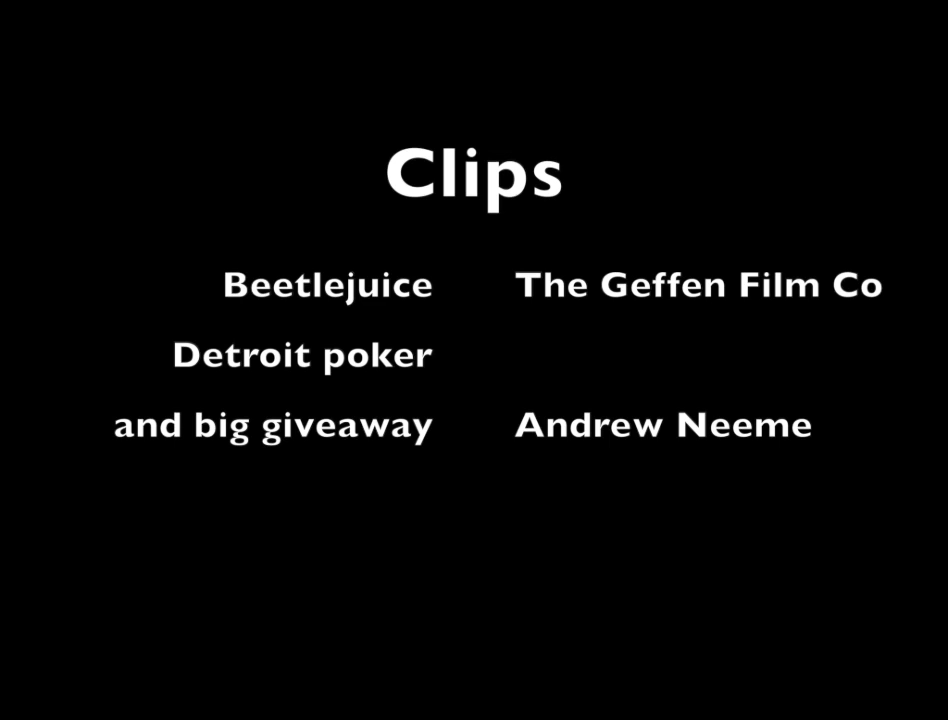 Clips
Beetlejuice The Geffen Film Co
Detroit poker
and big giveaway Andrew Neeme